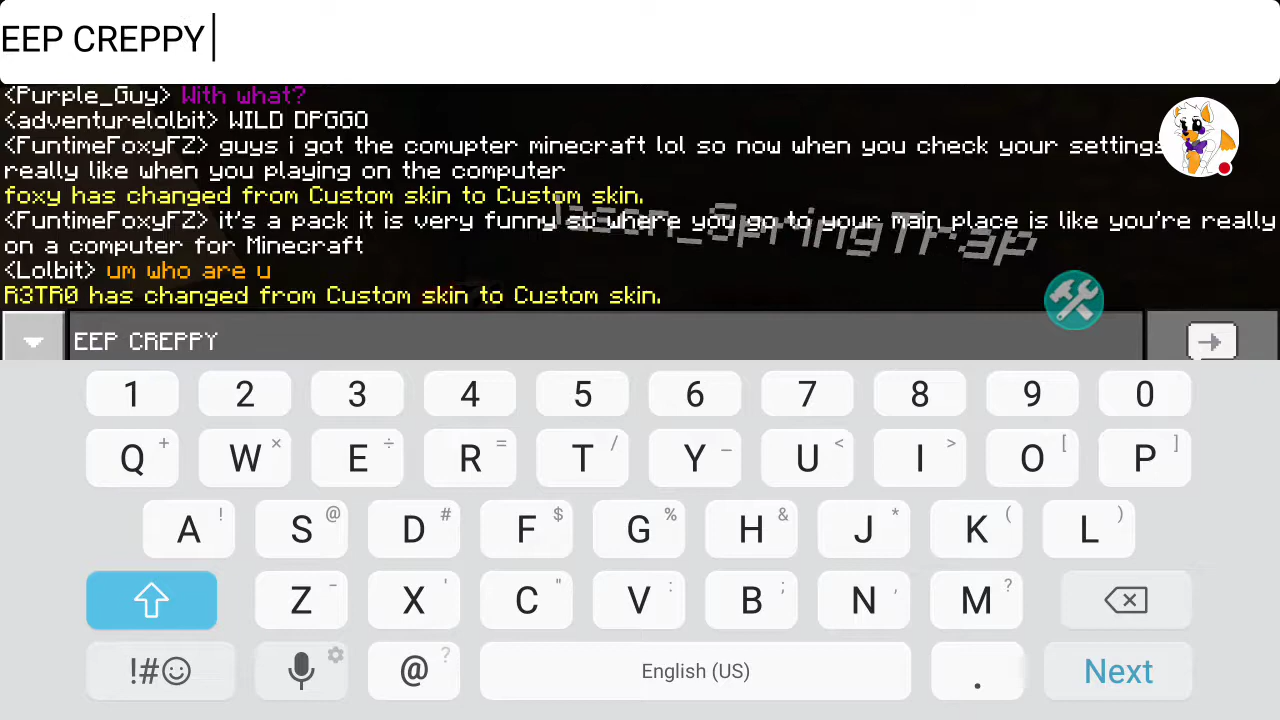 EEP CREPPY
<Purple_Guy> With what?
<adventurelolbit> WILD DPGGO
<FuntimeFoxyFZ> guys i got the comupter minecraft lol so now when you check your settings
really like when you playing on the computer
foxy has changed from Custom skin to Custom skin.
<FuntimeFoxyFZ> it's a pack it is very funny so where you go to your main place is like you're really
on a computer for Minecraft
Jason_SpringTrap
<Lolbit> um who are u
R3TR0 has changed from Custom skin to Custom skin.
EEP CREPPY
1 2 3 4 5 6 7 8 9 0
Q + W × E ÷ R = T / Y _ U < I > O [ P ]
A ! S @ D # F $ G % H & J * K ( L )
Z - X ' C " V : B ; N , M ?
!#☺ @ ? English (US) . Next